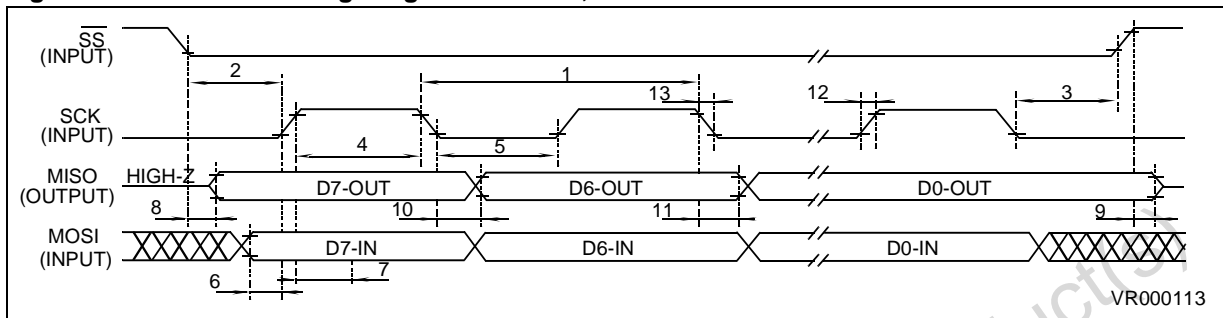 SS
(INPUT)
2
1
13
12
3
SCK
(INPUT)
4
5
MISO
(OUTPUT)
HIGH-Z
D7-OUT
D6-OUT
D0-OUT
8
10
11
9
MOSI
(INPUT)
D7-IN
D6-IN
D0-IN
6
7
VR000113